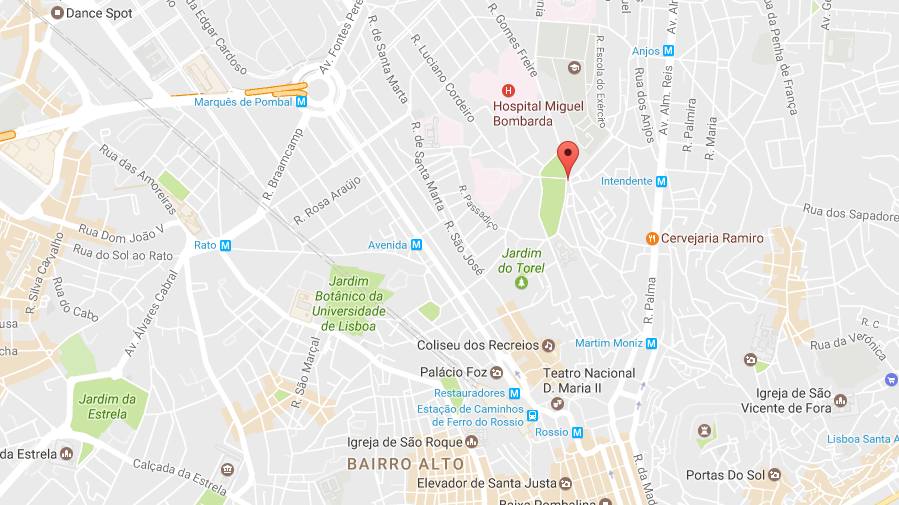 Dance Spot
Av. Fontes Pere
R. Gomes Freire
R. Luciano Cordeiro
R. de Santa Marta
Anjos M
R. Escola do Exército
Rua dos Anjos
Av. Alm. Reis
da Penha de França
Marquês de Pombal M
H
Hospital Miguel
Bombarda
R. Palmira
R. Maria
R. Braamcamp
Rua das Amoreiras
R. Rosa Araújo
R. de Santa Marta
R. Passadiço
Intendente M
Rua dos Sapadores
Rua Dom João V
Rua do Sol ao Rato
Rato M
Avenida M
R. São José
Cervejaria Ramiro
R. Silva Carvalho
Rua do Cabo
Av. Álvares Cabral
Jardim
do Torel
Jardim
Botânico da
Universidade
de Lisboa
R. Palma
R. C
Rua da Verónica
Coliseu dos Recreios
Martim Moniz M
R. São Marçal
Palácio Foz
Teatro Nacional
D. Maria II
Restauradores M
Jardim da
Estrela
Estação de Caminhos
de Ferro do Rossio
Igreja de São
Vicente de Fora
Rossio M
Igreja de São Roque
Lisboa Santa A
da Estrela
Calçada da Estrela
BAIRRO ALTO
R. da Mad
Portas Do Sol
Elevador de Santa Justa
Baixa Pombalina